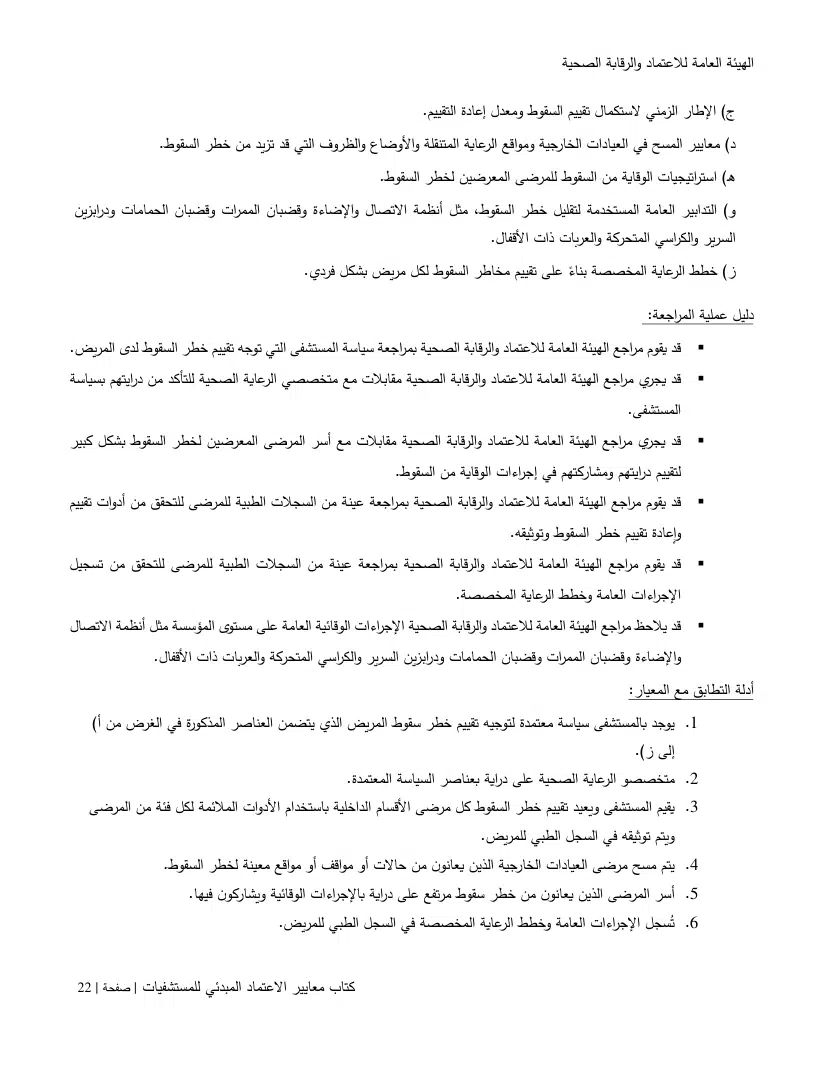 الهيئة العامة للاعتماد والرقابة الصحية
ج) الإطار الزمني لاستكمال تقييم السقوط ومعدل إعادة التقييم.
د) معايير المسح في العيادات الخارجية ومواقع الرعاية المتنقلة والأوضاع والظروف التي قد تزيد من خطر السقوط.
ه) استراتيجيات الوقاية من السقوط للمرضى المعرضين لخطر السقوط.
و) التدابير العامة المستخدمة لتقليل خطر السقوط، مثل أنظمة الاتصال والإضاءة وقضبان الممرات وقضبان الحمامات ودرابزين
السرير والكراسي المتحركة والعربات ذات الأقفال.
ز) خطط الرعاية المخصصة بناءً على تقييم مخاطر السقوط لكل مريض بشكل فردي.
دليل عملية المراجعة:
▪ قد يقوم مراجع الهيئة العامة للاعتماد والرقابة الصحية بمراجعة سياسة المستشفى التي توجه تقييم خطر السقوط لدى المريض.
▪ قد يجري مراجع الهيئة العامة للاعتماد والرقابة الصحية مقابلات مع متخصصي الرعاية الصحية للتأكد من درايتهم بسياسة
المستشفى.
▪ قد يجري مراجع الهيئة العامة للاعتماد والرقابة الصحية مقابلات مع أسر المرضى المعرضين لخطر السقوط بشكل كبير
لتقييم درايتهم ومشاركتهم في إجراءات الوقاية من السقوط.
▪ قد يقوم مراجع الهيئة العامة للاعتماد والرقابة الصحية بمراجعة عينة من السجلات الطبية للمرضى للتحقق من أدوات تقييم
وإعادة تقييم خطر السقوط وتوثيقه.
▪ قد يقوم مراجع الهيئة العامة للاعتماد والرقابة الصحية بمراجعة عينة من السجلات الطبية للمرضى للتحقق من تسجيل
الإجراءات العامة وخطط الرعاية المخصصة.
▪ قد يلاحظ مراجع الهيئة العامة للاعتماد والرقابة الصحية الإجراءات الوقائية العامة على مستوى المؤسسة مثل أنظمة الاتصال
والإضاءة وقضبان الممرات وقضبان الحمامات ودرابزين السرير والكراسي المتحركة والعربات ذات الأقفال.
أدلة التطابق مع المعيار:
1. يوجد بالمستشفى سياسة معتمدة لتوجيه تقييم خطر سقوط المريض الذي يتضمن العناصر المذكورة في الغرض من أ)
إلى ز).
2. متخصصو الرعاية الصحية على دراية بعناصر السياسة المعتمدة.
3. يقيم المستشفى ويعيد تقييم خطر السقوط كل مرضى الأقسام الداخلية باستخدام الأدوات الملائمة لكل فئة من المرضى
ويتم توثيقه في السجل الطبي للمريض.
4. يتم مسح مرضى العيادات الخارجية الذين يعانون من حالات أو مواقف أو مواقع معينة لخطر السقوط.
5. أسر المرضى الذين يعانون من خطر سقوط مرتفع على دراية بالإجراءات الوقائية ويشاركون فيها.
6. تُسجل الإجراءات العامة وخطط الرعاية المخصصة في السجل الطبي للمريض.
كتاب معايير الاعتماد المبدئي للمستشفيات | صفحة | 22